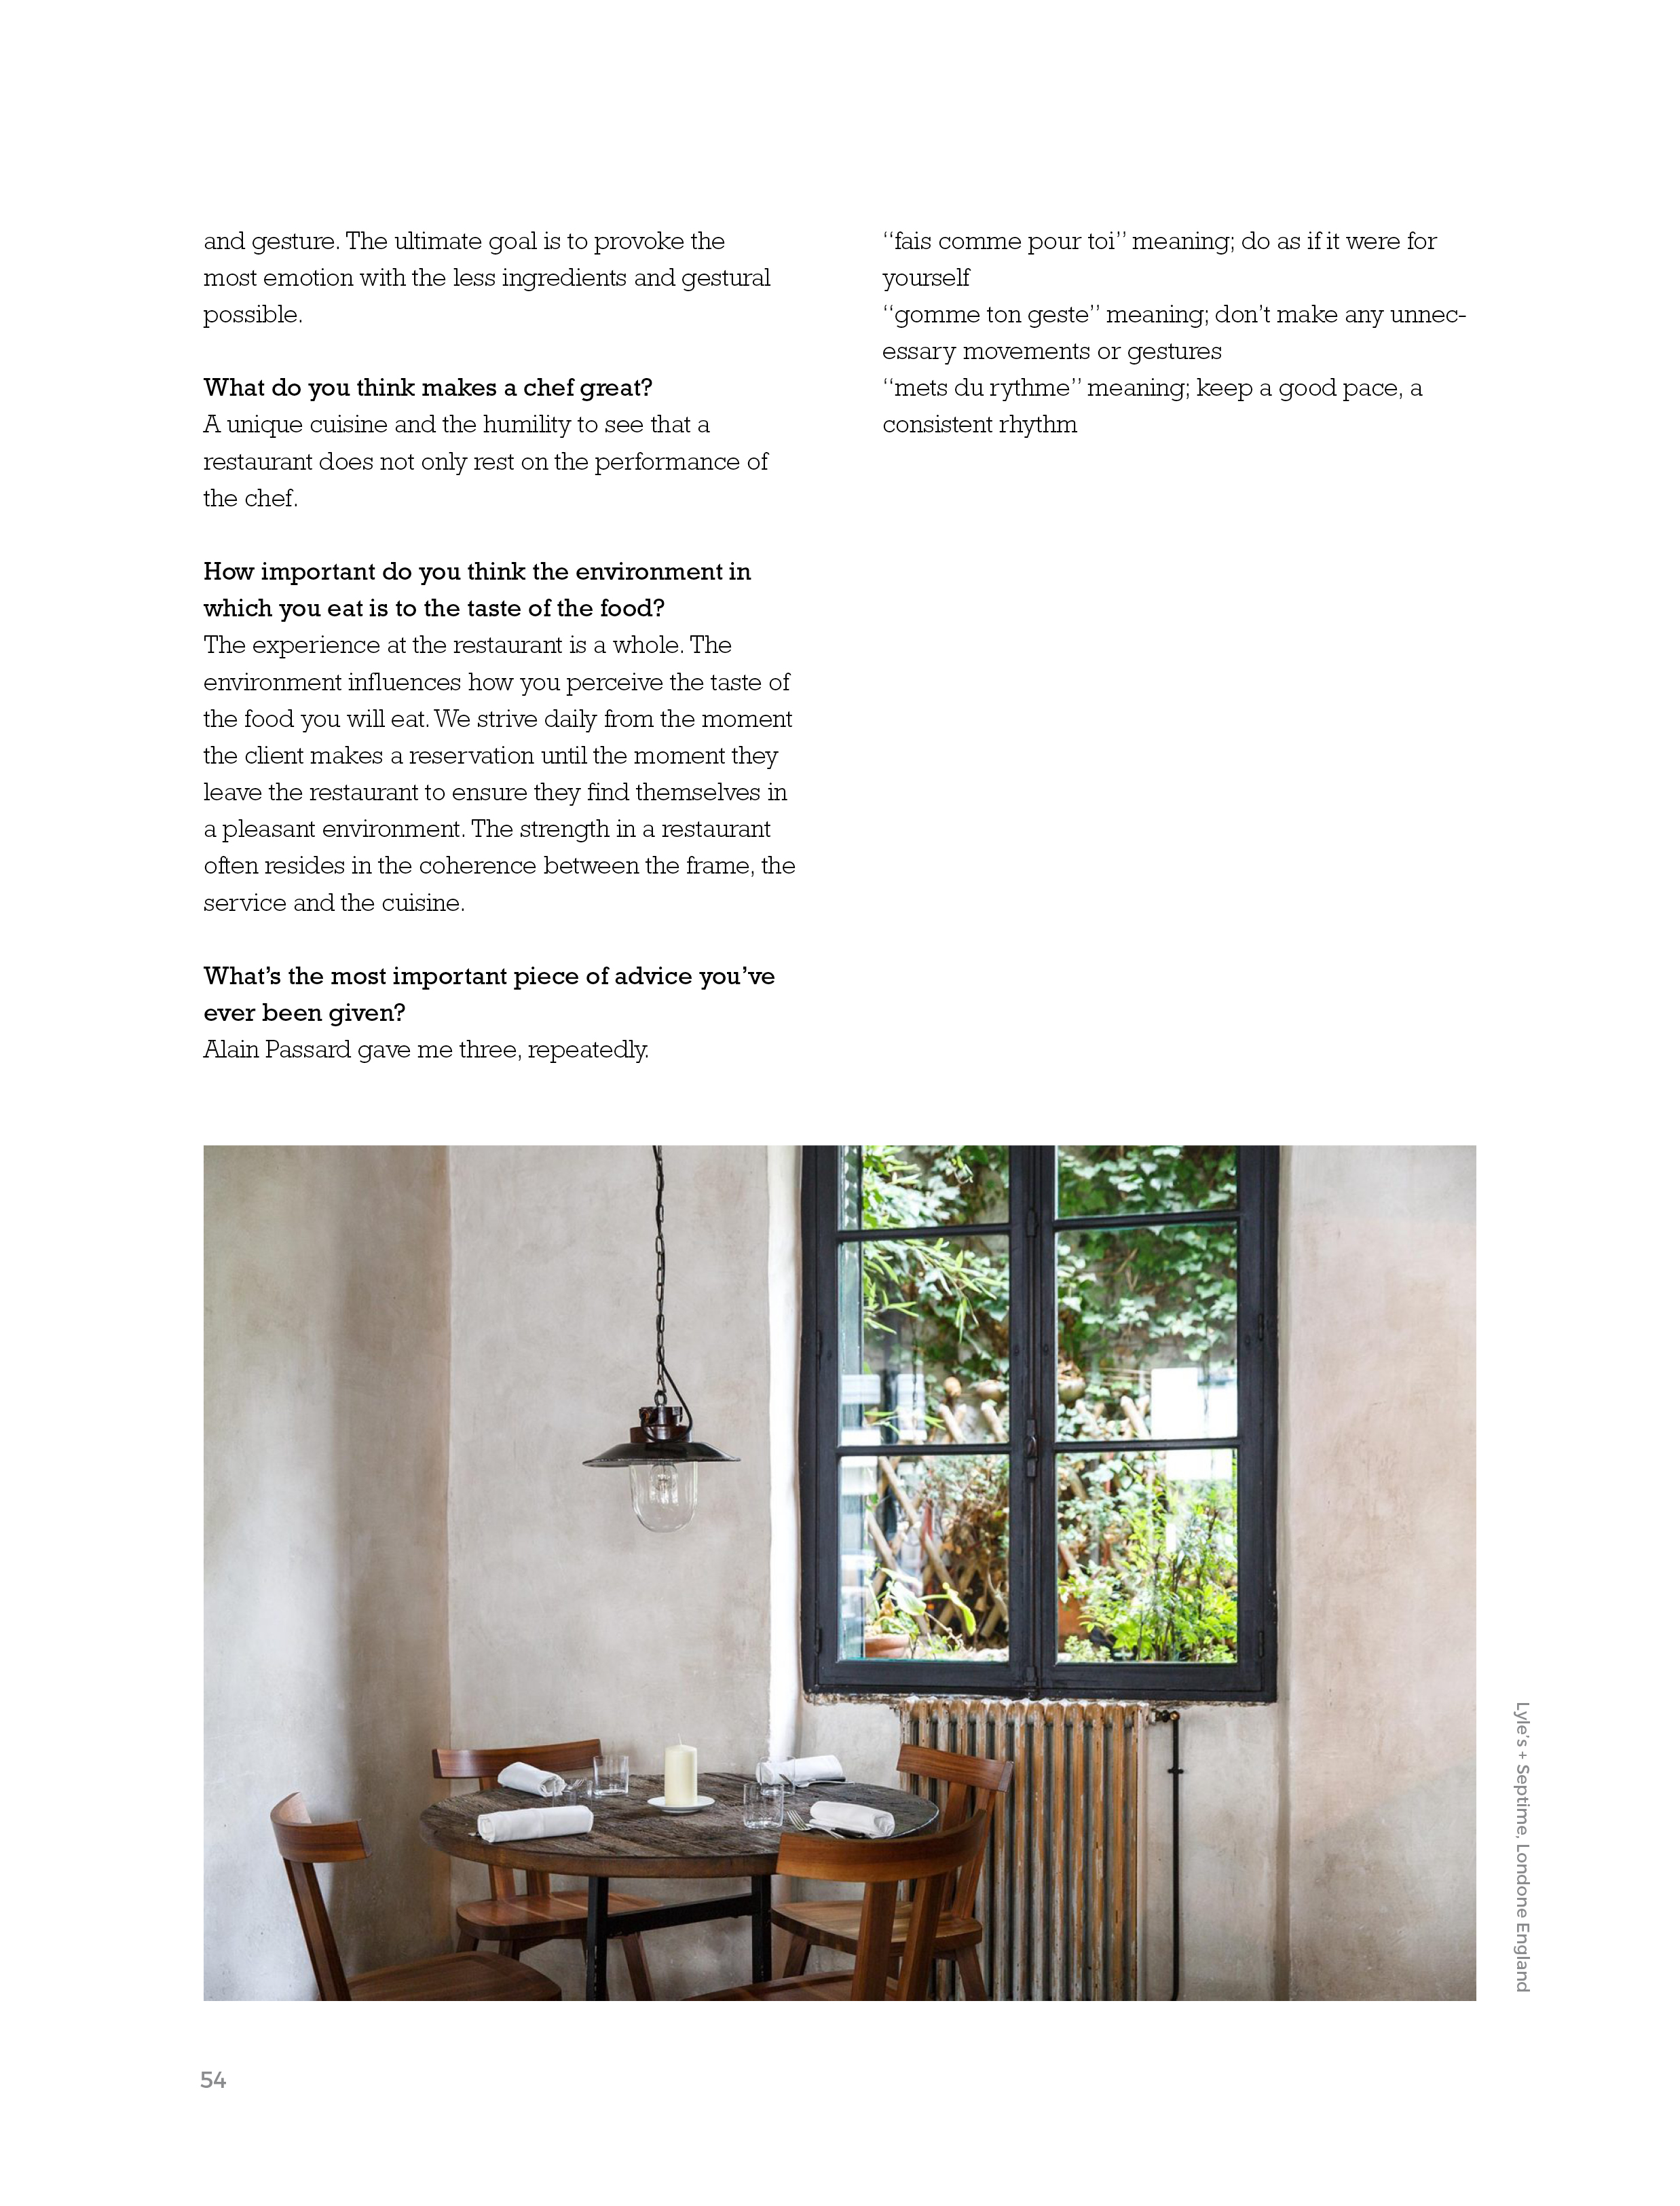 and gesture. The ultimate goal is to provoke the
most emotion with the less ingredients and gestural
possible.
What do you think makes a chef great?
A unique cuisine and the humility to see that a
restaurant does not only rest on the performance of
the chef.
How important do you think the environment in
which you eat is to the taste of the food?
The experience at the restaurant is a whole. The
environment influences how you perceive the taste of
the food you will eat. We strive daily from the moment
the client makes a reservation until the moment they
leave the restaurant to ensure they find themselves in
a pleasant environment. The strength in a restaurant
often resides in the coherence between the frame, the
service and the cuisine.
What’s the most important piece of advice you’ve
ever been given?
Alain Passard gave me three, repeatedly.
“fais comme pour toi” meaning; do as if it were for
yourself
“gomme ton geste” meaning; don’t make any unnec-
essary movements or gestures
“mets du rythme” meaning; keep a good pace, a
consistent rhythm
Lyle’s + Septime, Londone England
54